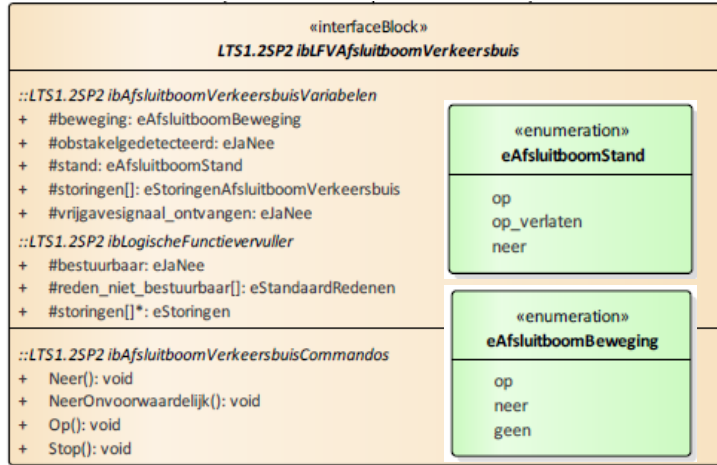 «interfaceBlock»
LTS1.2SP2 ibLFVAfsluitboomVerkeersbuis
::LTS1.2SP2 ibAfsluitboomVerkeersbuisVariabelen
+ #beweging: eAfsluitboomBeweging
+ #obstakelgedetecteerd: eJaNee
+ #stand: eAfsluitboomStand
+ #storingen[]: eStoringenAfsluitboomVerkeersbuis
+ #vrijgavesignaal_ontvangen: eJaNee
::LTS1.2SP2 ibLogischeFunctievervuller
+ #bestuurbaar: eJaNee
+ #reden_niet_bestuurbaar[]: eStandaardRedenen
+ #storingen[]*: eStoringen
::LTS1.2SP2 ibAfsluitboomVerkeersbuisCommandos
+ Neer(): void
+ NeerOnvoorwaardelijk(): void
+ Op(): void
+ Stop(): void
«enumeration»
eAfsluitboomStand
op
op_verlaten
neer
«enumeration»
eAfsluitboomBeweging
op
neer
geen